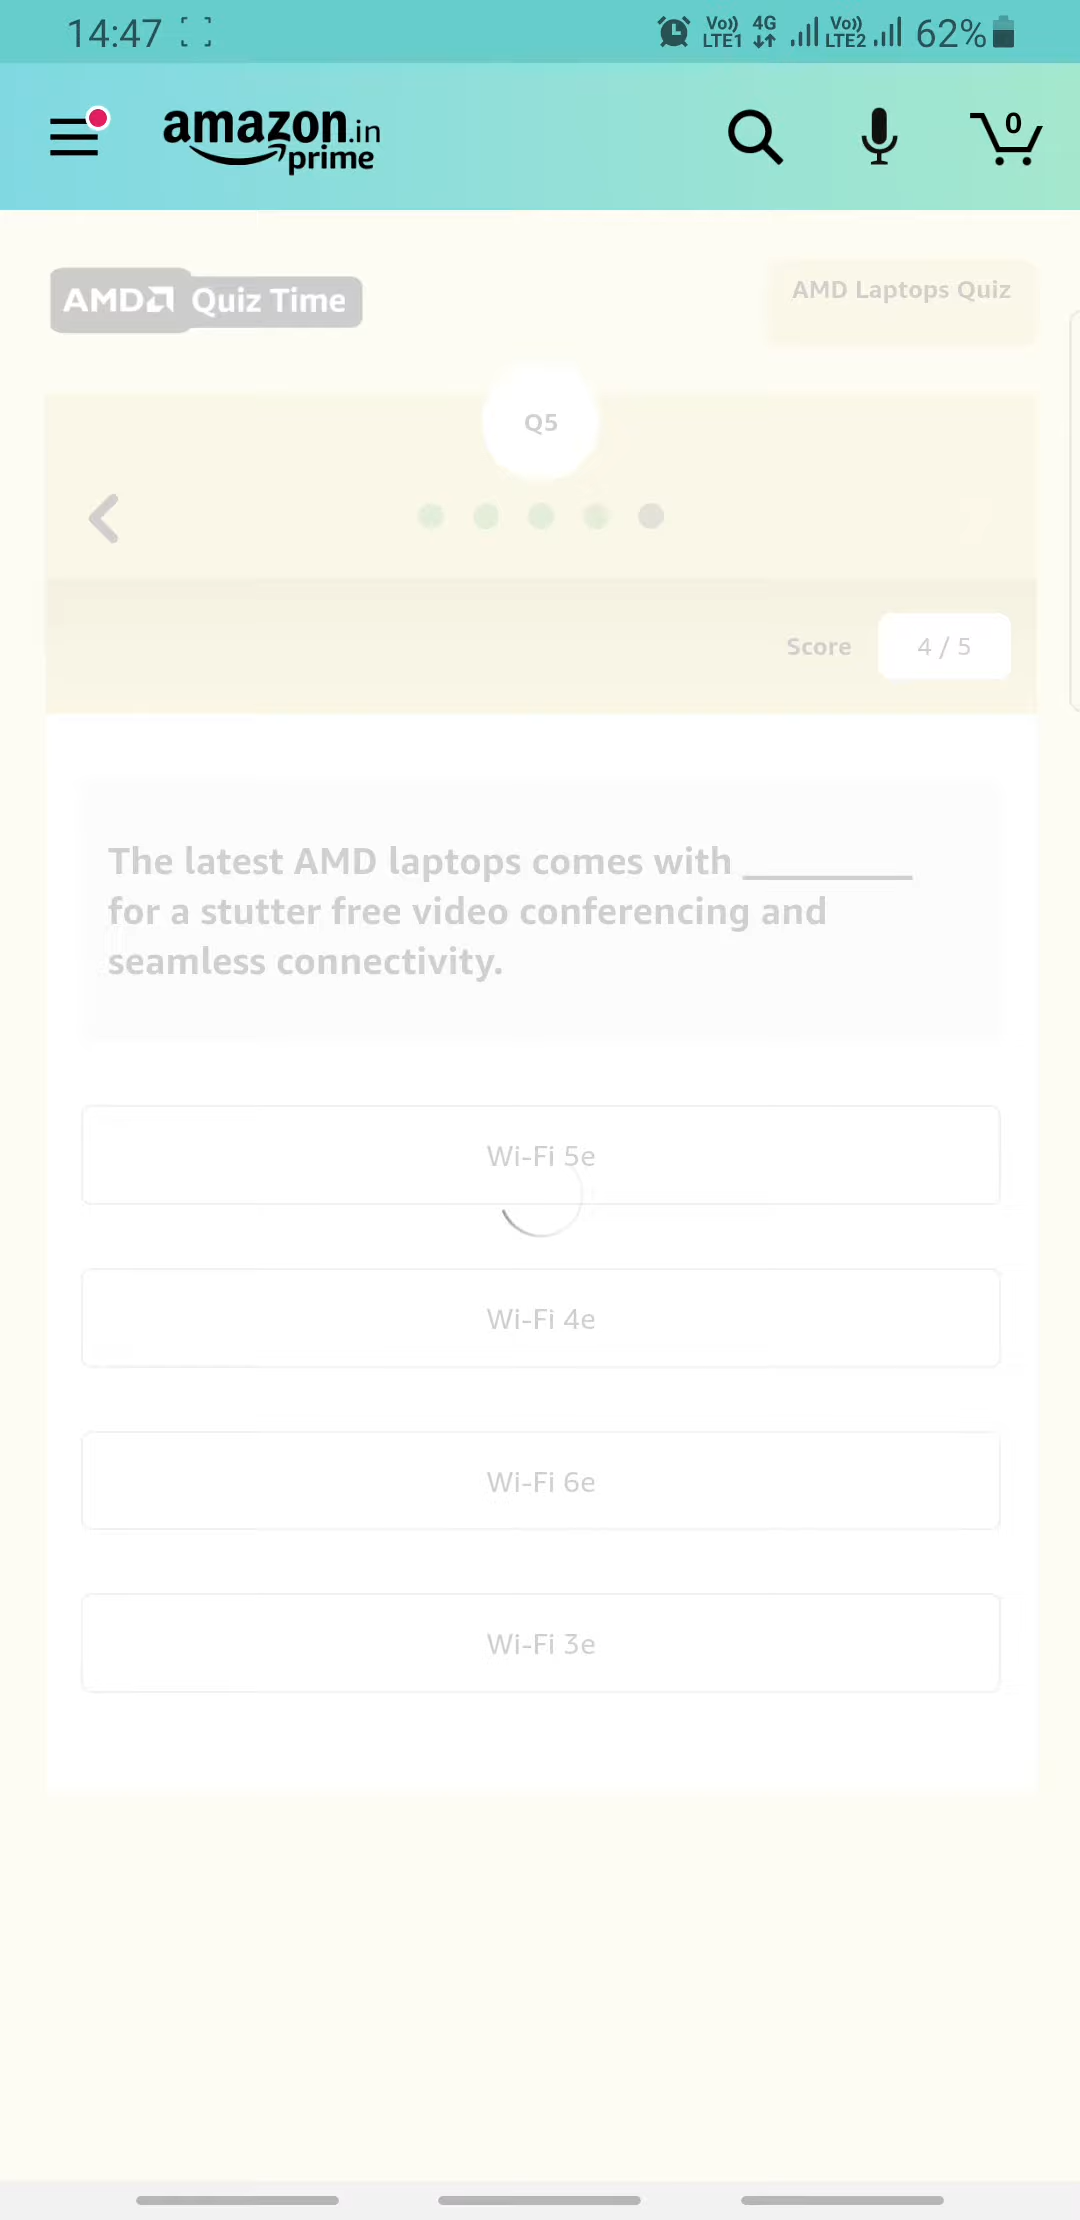 14:47 Vo)) LTE1 4G Vo)) LTE2 62%
amazon.in prime 0
AMD Quiz Time AMD Laptops Quiz
Q5
Score 4 / 5
The latest AMD laptops comes with _________
for a stutter free video conferencing and
seamless connectivity.
Wi-Fi 5e
Wi-Fi 4e
Wi-Fi 6e
Wi-Fi 3e